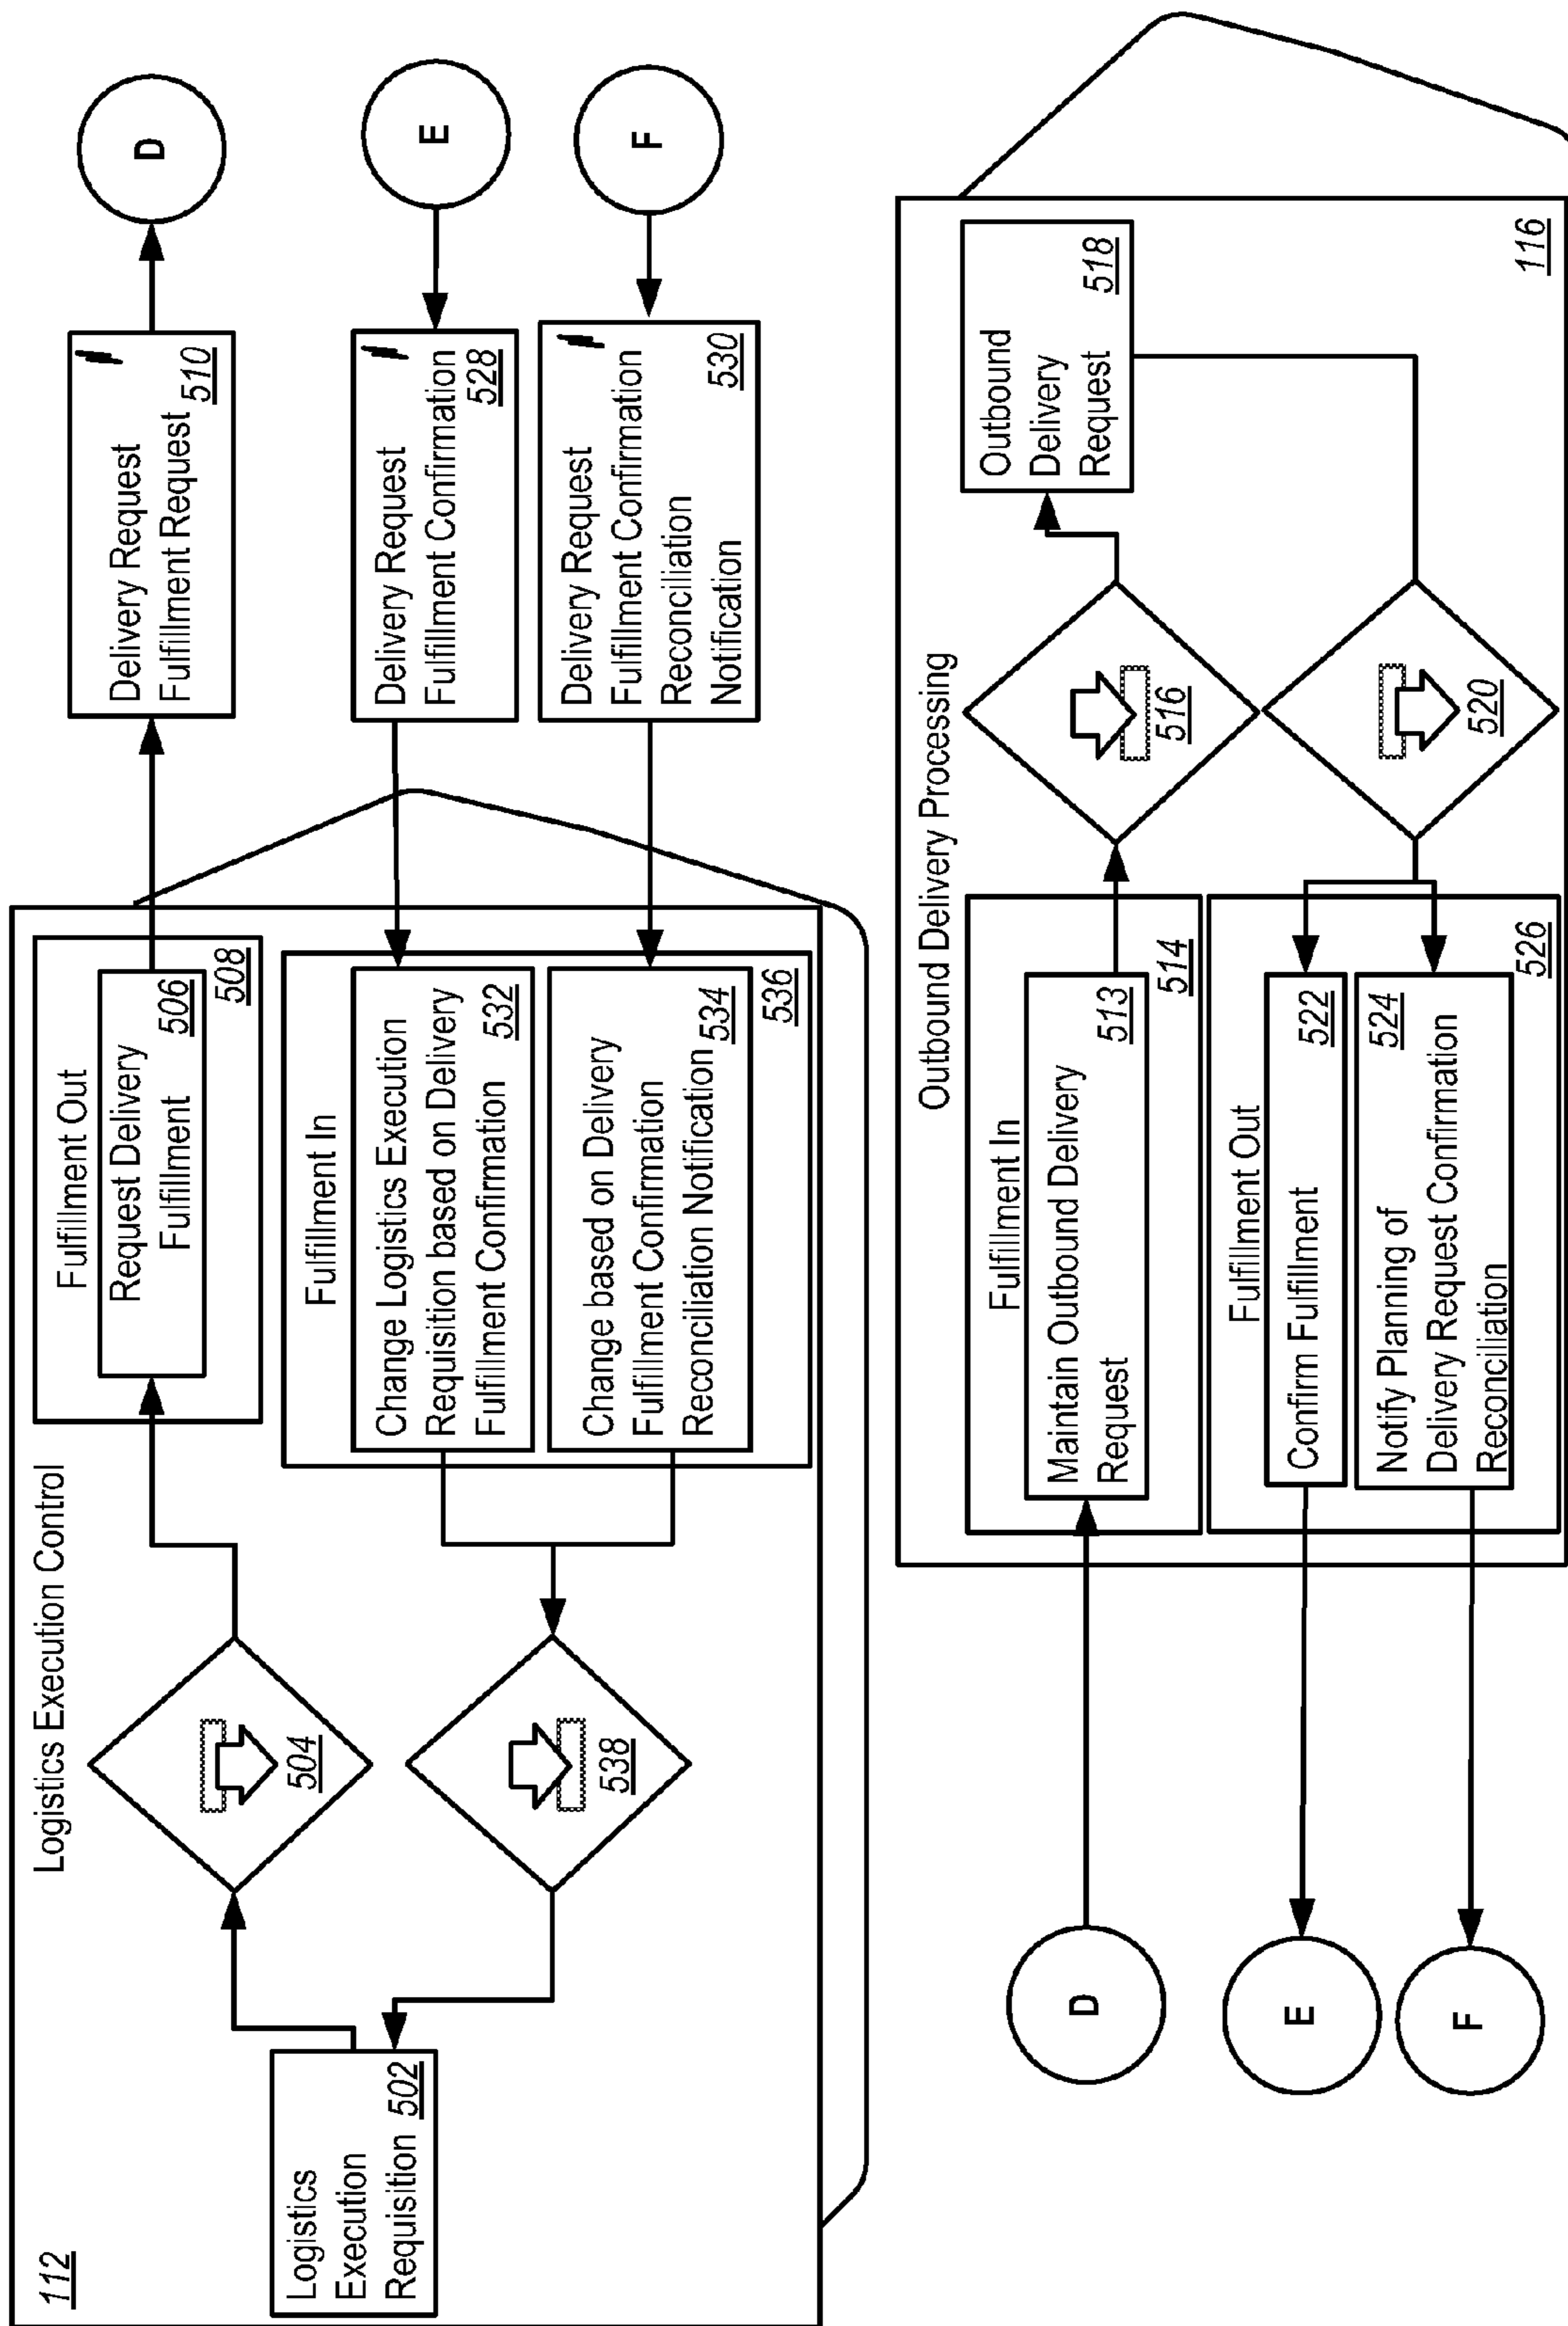 112
Logistics Execution Control
Logistics
Execution
Requisition 502
504
538
Fulfillment Out
Request Delivery
Fulfillment
506
508
Fulfillment In
Change Logistics Execution
Requisition based on Delivery
Fulfillment Confirmation
532
Change based on Delivery
Fulfillment Confirmation
Reconciliation Notification
534
536
Delivery Request
Fulfillment Request
510
D
Delivery Request
Fulfillment Confirmation
528
E
Delivery Request
Fulfillment Confirmation
Reconciliation
Notification
530
F
Outbound Delivery Processing
D
E
F
Fulfillment In
Maintain Outbound Delivery
Request
513
514
Fulfillment Out
Confirm Fulfillment
522
Notify Planning of
524
Delivery Request Confirmation
Reconciliation
526
516
520
Outbound
Delivery
Request
518
116